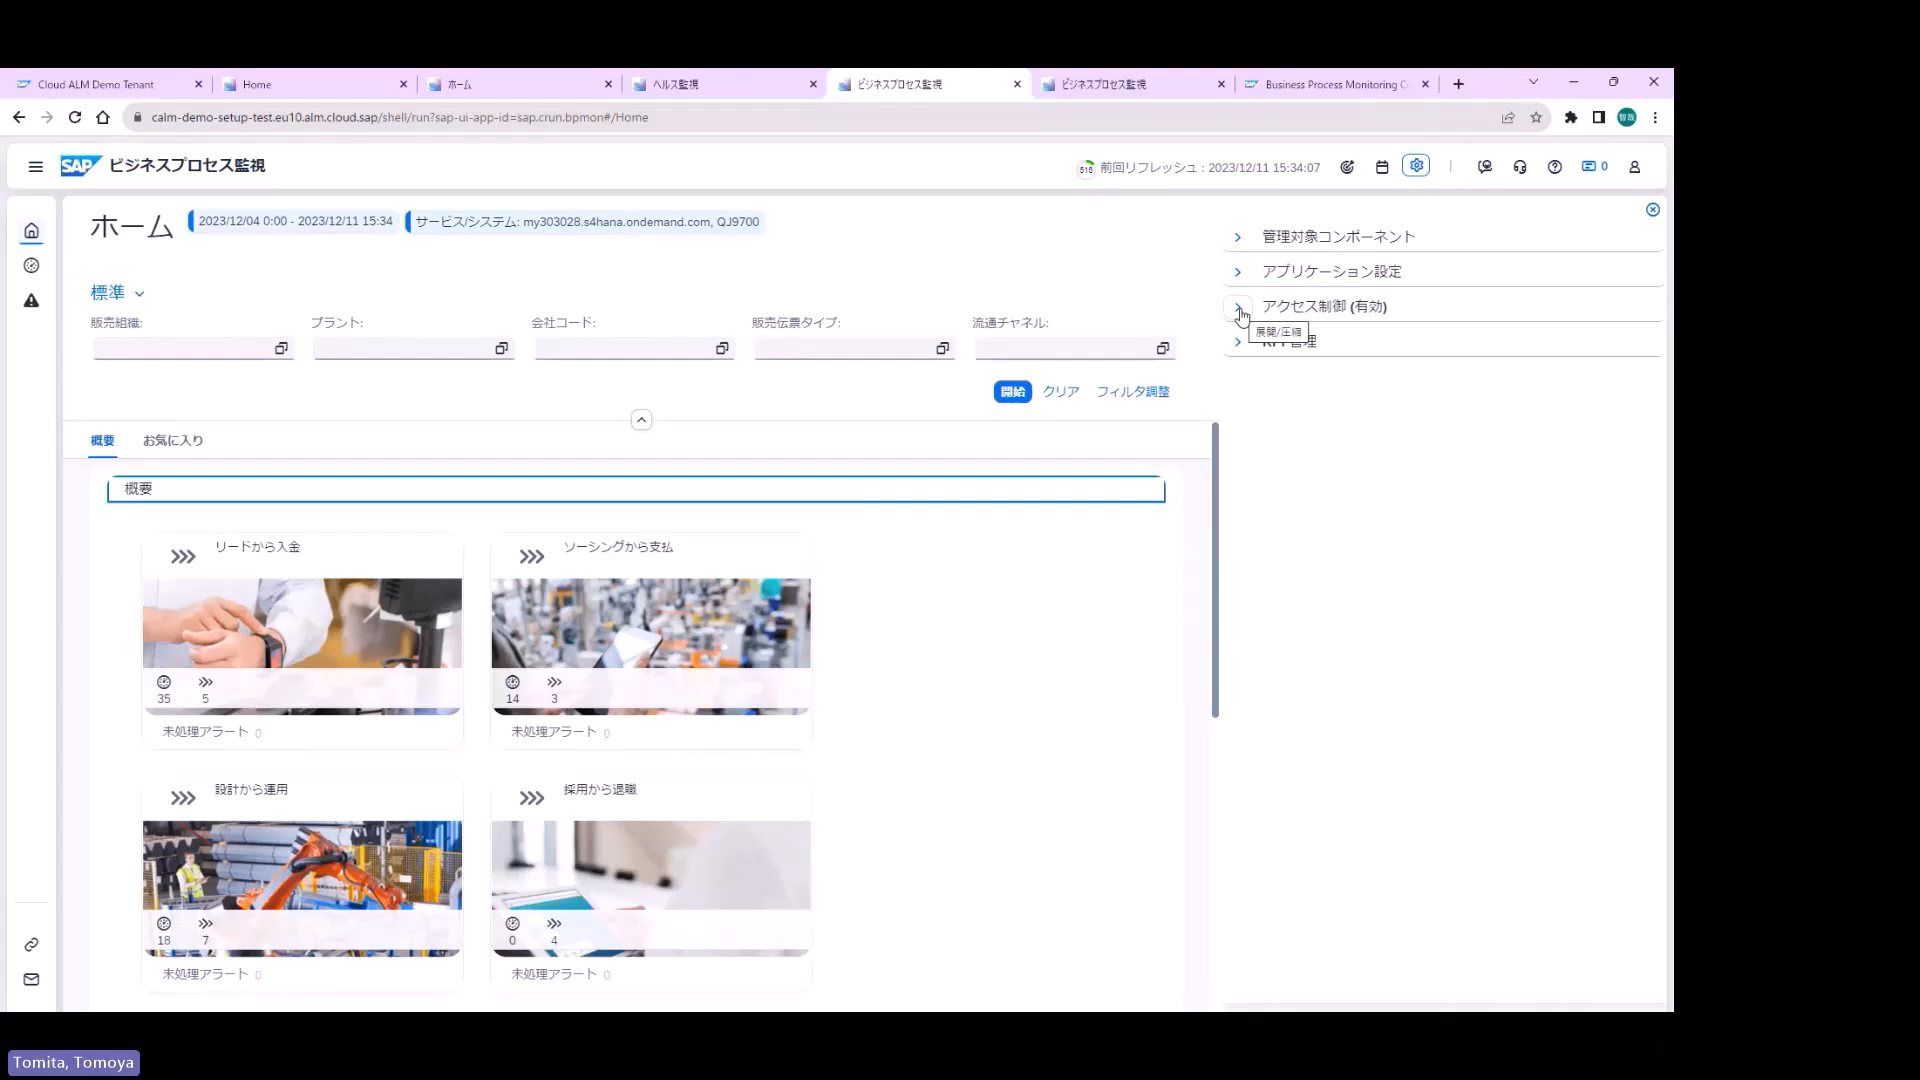 Cloud ALM Demo Tenant
Home
ホーム
ヘルス監視
ビジネスプロセス監視
ビジネスプロセス監視
Business Process Monitoring
calm-demo-setup-test.eu10.alm.cloud.sap/shell/run?sap-ui-app-id=sap.crun.bpmon#/Home
SAP ビジネスプロセス監視
前回リフレッシュ : 2023/12/11 15:34:07
0
ホーム
2023/12/04 0:00 - 2023/12/11 15:34
サービス/システム: my303028.s4hana.ondemand.com, QJ9700
管理対象コンポーネント
アプリケーション設定
アクセス制御 (有効)
展開/圧縮
管理
標準
販売組織:
プラント:
会社コード:
販売伝票タイプ:
流通チャネル:
開始
クリア
フィルタ調整
概要
お気に入り
概要
リードから入金
35
5
未処理アラート 0
ソーシングから支払
14
3
未処理アラート 0
設計から運用
18
7
未処理アラート 0
採用から退職
0
4
未処理アラート 0
Tomita, Tomoya